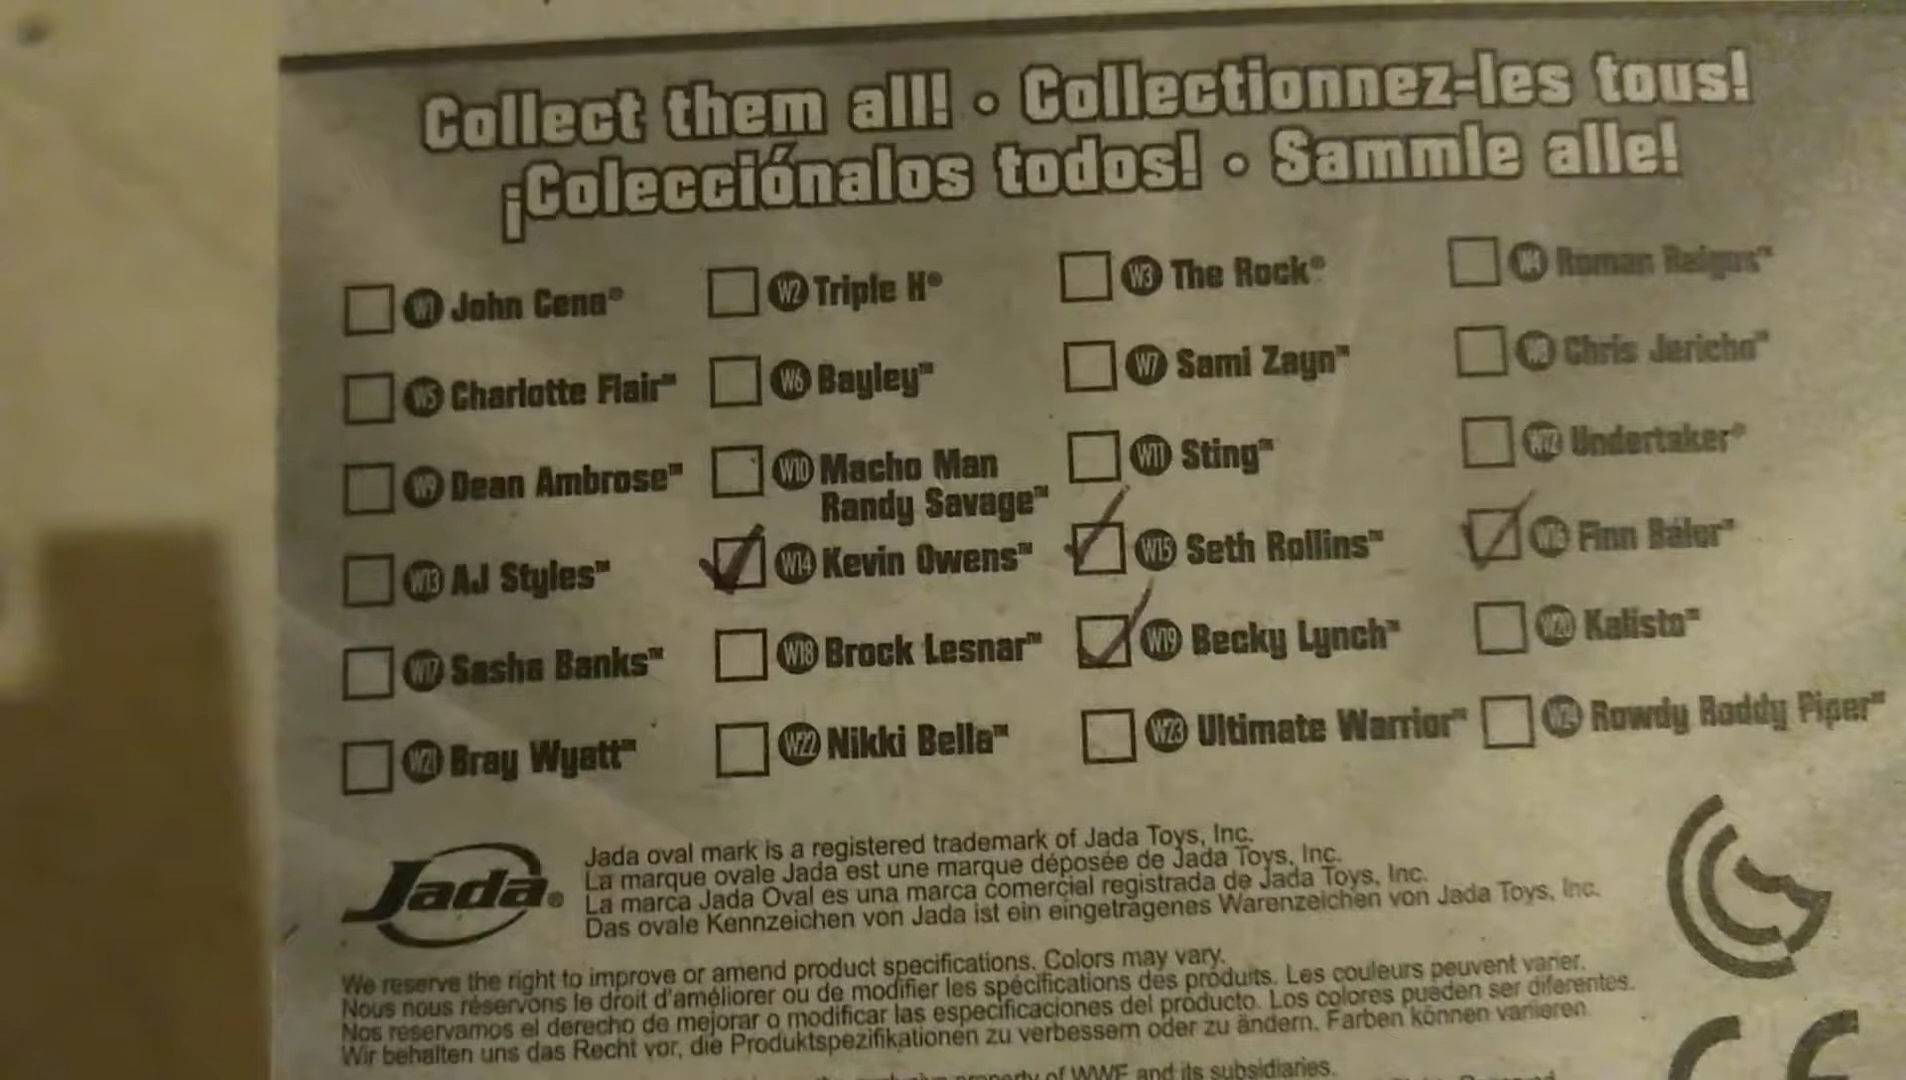 Collect them all! • Collectionnez-les tous!
¡Colecciónalos todos! • Sammle alle!
W1 John Cena® W2 Triple H® W3 The Rock® W4 Roman Reigns™
W5 Charlotte Flair™ W6 Bayley™ W7 Sami Zayn™ W8 Chris Jericho™
W9 Dean Ambrose™ W10 Macho Man W11 Sting™ W12 Undertaker®
Randy Savage™
W13 AJ Styles™ W14 Kevin Owens™ W15 Seth Rollins™ W16 Finn Bálor™
W17 Sasha Banks™ W18 Brock Lesnar™ W19 Becky Lynch™ W20 Kalisto™
W21 Bray Wyatt™ W22 Nikki Bella™ W23 Ultimate Warrior™ W24 Rowdy Roddy Piper™
Jada®
Jada oval mark is a registered trademark of Jada Toys, Inc.
La marque ovale Jada est une marque déposée de Jada Toys, Inc.
La marca Jada Oval es una marca comercial registrada de Jada Toys, Inc.
Das ovale Kennzeichen von Jada ist ein eingetragenes Warenzeichen von Jada Toys, Inc.
We reserve the right to improve or amend product specifications. Colors may vary.
Nous nous réservons le droit d'améliorer ou de modifier les spécifications des produits. Les couleurs peuvent varier.
Nos reservamos el derecho de mejorar o modificar las especificaciones del producto. Los colores pueden ser diferentes.
Wir behalten uns das Recht vor, die Produktspezifikationen zu verbessern oder zu ändern. Farben können variieren.
property of WWE and its subsidiaries.
CE